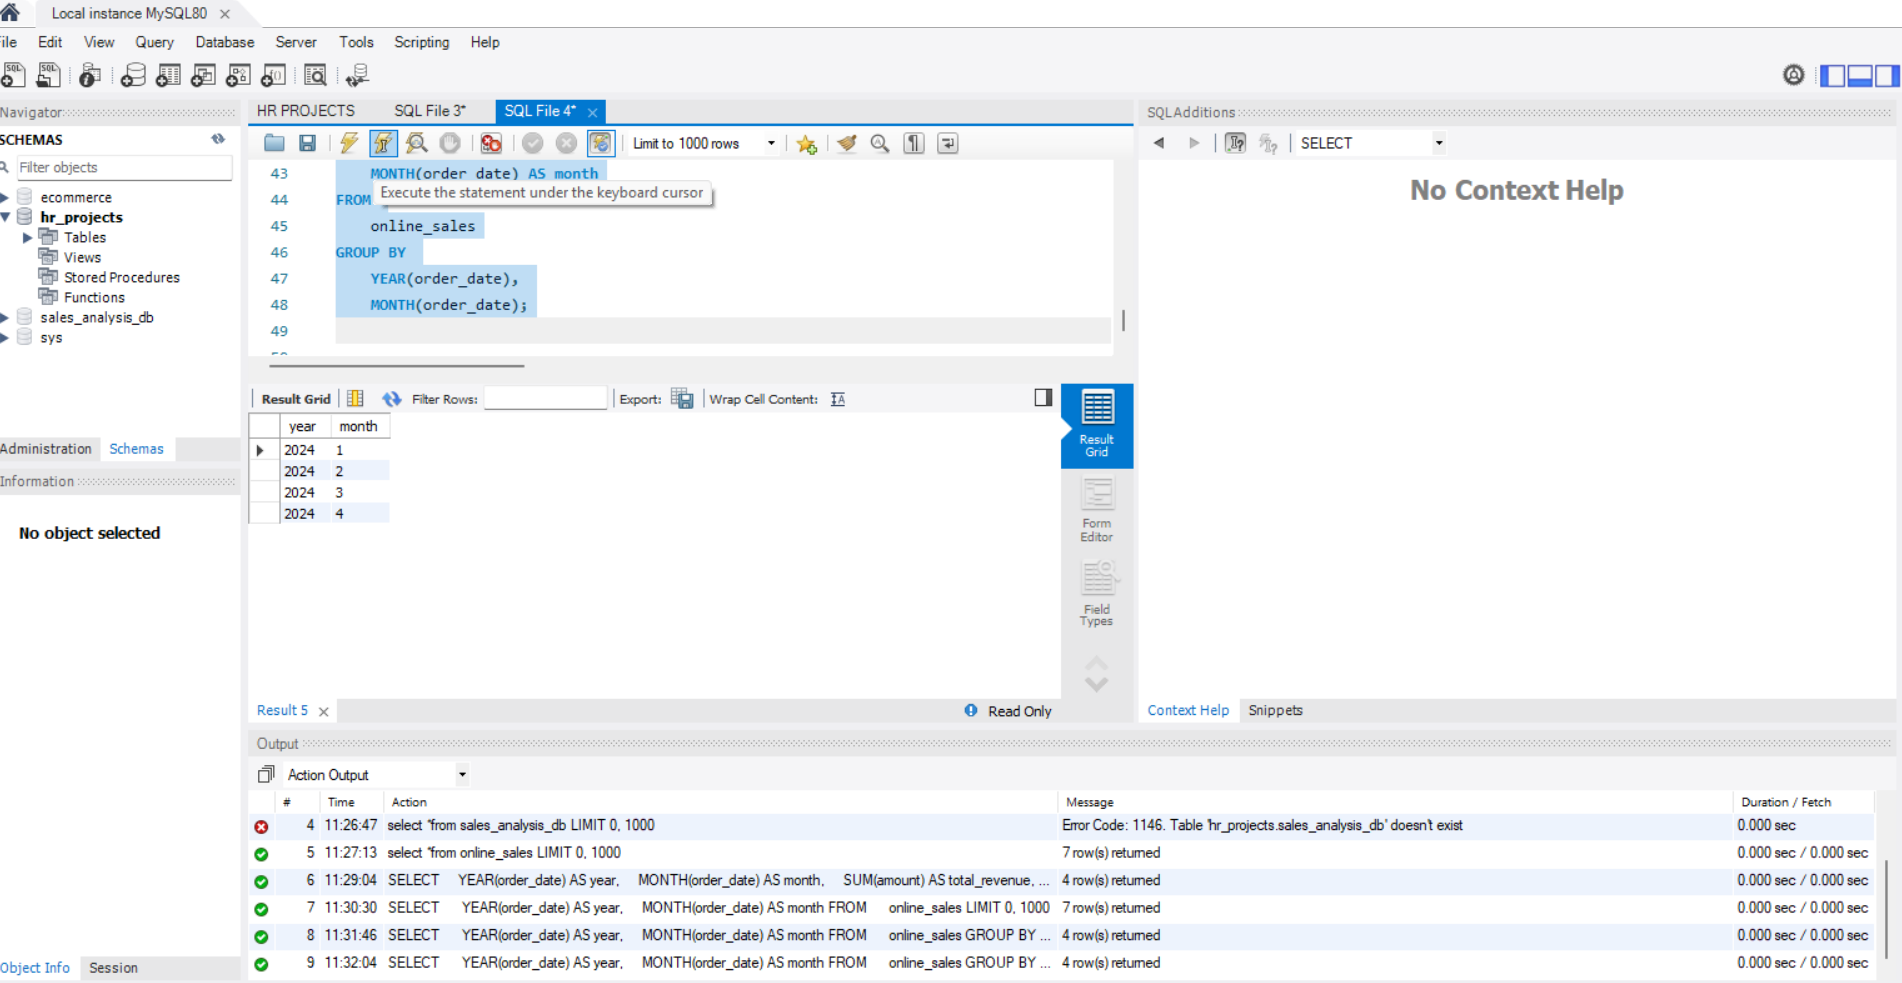 Local instance MySQL80 ×
File Edit View Query Database Server Tools Scripting Help
Navigator
SCHEMAS
Filter objects
ecommerce
hr_projects
Tables
Views
Stored Procedures
Functions
sales_analysis_db
sys
Administration Schemas
Information
No object selected
Object Info Session
HR PROJECTS SQL File 3* SQL File 4* ×
Limit to 1000 rows
43 MONTH(order_date) AS month
Execute the statement under the keyboard cursor
44 FROM
45 online_sales
46 GROUP BY
47 YEAR(order_date),
48 MONTH(order_date);
49
Result Grid Filter Rows: Export: Wrap Cell Content:
year month
2024 1
2024 2
2024 3
2024 4
Result Grid
Form Editor
Field Types
Result 5 × Read Only
SQLAdditions
SELECT
No Context Help
Context Help Snippets
Output
Action Output
# Time Action Message Duration / Fetch
4 11:26:47 select *from sales_analysis_db LIMIT 0, 1000 Error Code: 1146. Table 'hr_projects.sales_analysis_db' doesn't exist 0.000 sec
5 11:27:13 select *from online_sales LIMIT 0, 1000 7 row(s) returned 0.000 sec / 0.000 sec
6 11:29:04 SELECT YEAR(order_date) AS year, MONTH(order_date) AS month, SUM(amount) AS total_revenue, ... 4 row(s) returned 0.000 sec / 0.000 sec
7 11:30:30 SELECT YEAR(order_date) AS year, MONTH(order_date) AS month FROM online_sales LIMIT 0, 1000 7 row(s) returned 0.000 sec / 0.000 sec
8 11:31:46 SELECT YEAR(order_date) AS year, MONTH(order_date) AS month FROM online_sales GROUP BY ... 4 row(s) returned 0.000 sec / 0.000 sec
9 11:32:04 SELECT YEAR(order_date) AS year, MONTH(order_date) AS month FROM online_sales GROUP BY ... 4 row(s) returned 0.000 sec / 0.000 sec